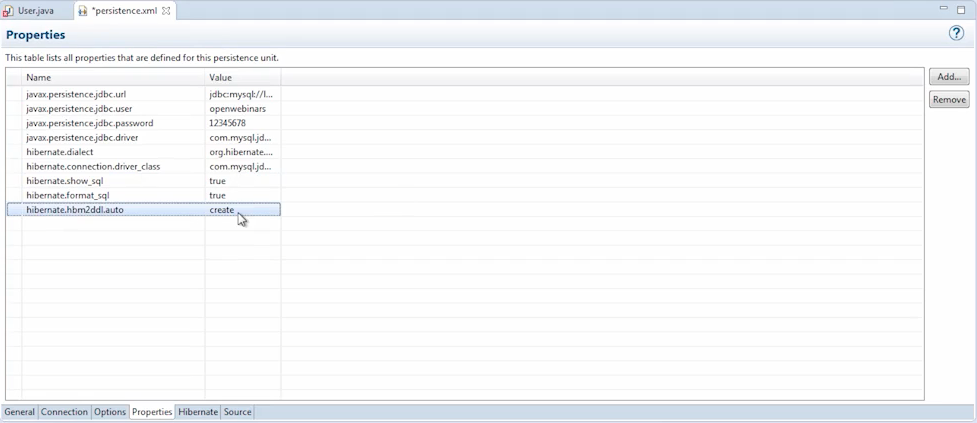 User.java *persistence.xml
Properties
This table lists all properties that are defined for this persistence unit.
Name Value
javax.persistence.jdbc.url jdbc:mysql://l...
javax.persistence.jdbc.user openwebinars
javax.persistence.jdbc.password 12345678
javax.persistence.jdbc.driver com.mysql.jd...
hibernate.dialect org.hibernate....
hibernate.connection.driver_class com.mysql.jd...
hibernate.show_sql true
hibernate.format_sql true
hibernate.hbm2ddl.auto create
Add...
Remove
General Connection Options Properties Hibernate Source